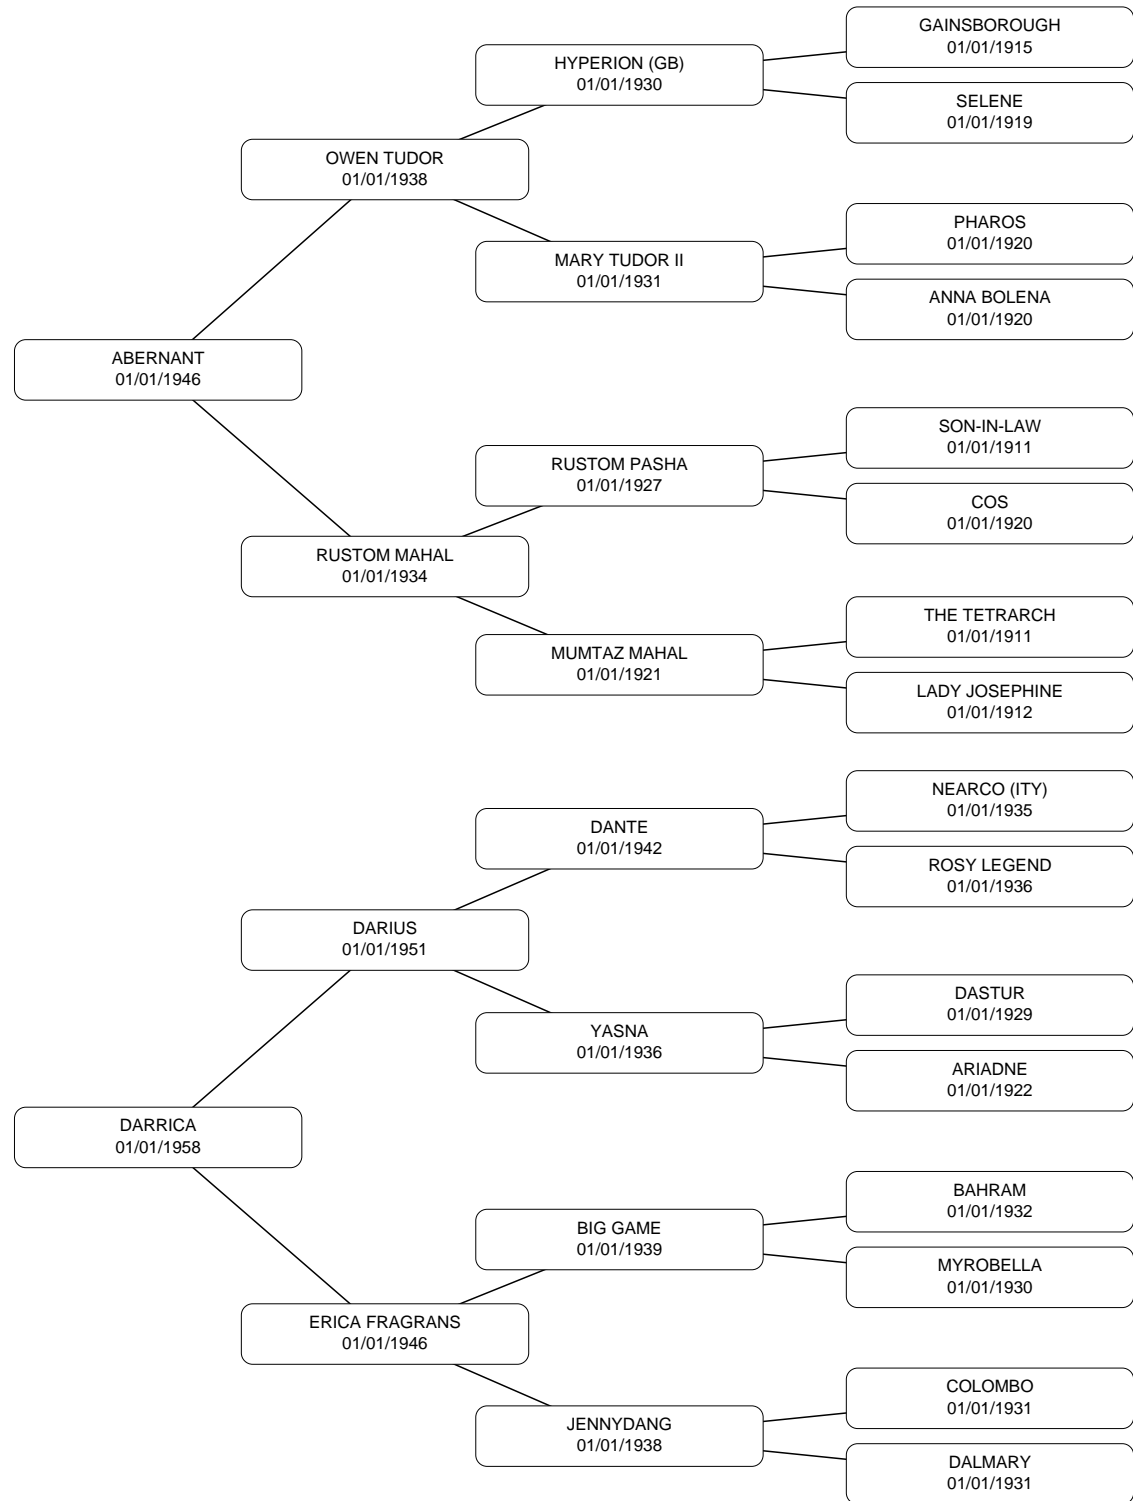 GAINSBOROUGH
01/01/1915
HYPERION (GB)
01/01/1930
SELENE
01/01/1919
OWEN TUDOR
01/01/1938
PHAROS
01/01/1920
MARY TUDOR II
01/01/1931
ANNA BOLENA
01/01/1920
ABERNANT
01/01/1946
SON-IN-LAW
01/01/1911
RUSTOM PASHA
01/01/1927
COS
01/01/1920
RUSTOM MAHAL
01/01/1934
THE TETRARCH
01/01/1911
MUMTAZ MAHAL
01/01/1921
LADY JOSEPHINE
01/01/1912
NEARCO (ITY)
01/01/1935
DANTE
01/01/1942
ROSY LEGEND
01/01/1936
DARIUS
01/01/1951
DASTUR
01/01/1929
YASNA
01/01/1936
ARIADNE
01/01/1922
DARRICA
01/01/1958
BAHRAM
01/01/1932
BIG GAME
01/01/1939
MYROBELLA
01/01/1930
ERICA FRAGRANS
01/01/1946
COLOMBO
01/01/1931
JENNYDANG
01/01/1938
DALMARY
01/01/1931